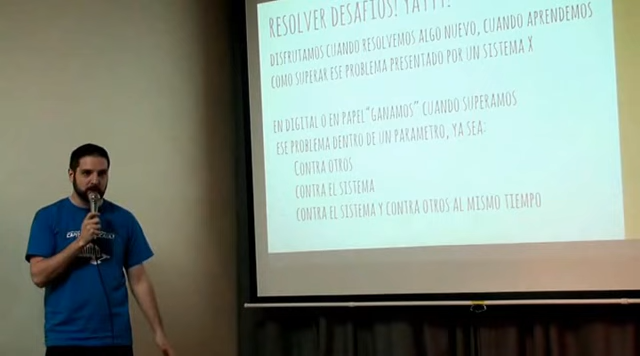 RESOLVER DESAFIOS! YAYYY!
DISFRUTAMOS CUANDO RESOLVEMOS ALGO NUEVO, CUANDO APRENDEMOS
COMO SUPERAR ESE PROBLEMA PRESENTADO POR UN SISTEMA X
EN DIGITAL O EN PAPEL "GANAMOS" CUANDO SUPERAMOS
ESE PROBLEMA DENTRO DE UN PARAMETRO, YA SEA:
CONTRA OTROS
CONTRA EL SISTEMA
CONTRA EL SISTEMA Y CONTRA OTROS AL MISMO TIEMPO